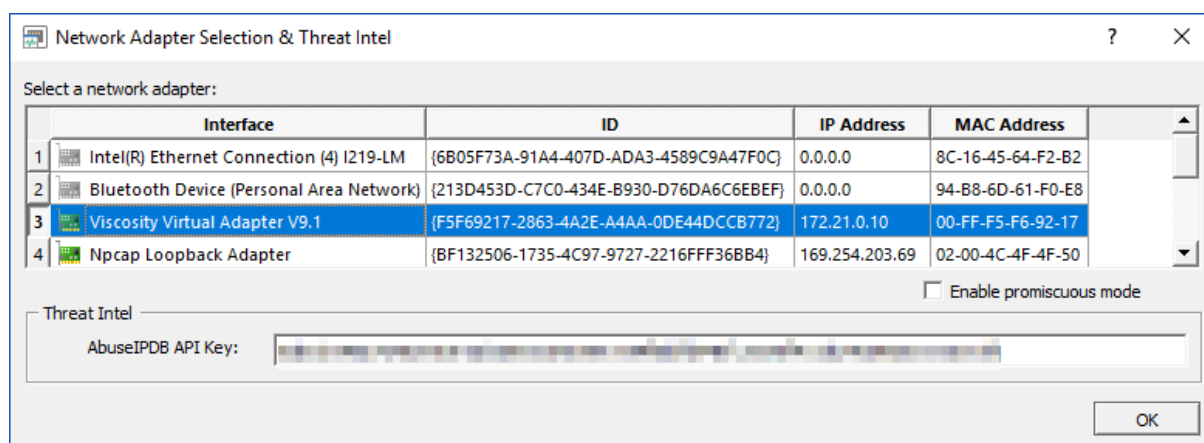 Network Adapter Selection & Threat Intel ?
Select a network adapter:
Interface ID IP Address MAC Address
1 Intel(R) Ethernet Connection (4) I219-LM {6B05F73A-91A4-407D-ADA3-4589C9A47F0C} 0.0.0.0 8C-16-45-64-F2-B2
2 Bluetooth Device (Personal Area Network) {213D453D-C7C0-434E-B930-D76DA6C6EBEF} 0.0.0.0 94-B8-6D-61-F0-E8
3 Viscosity Virtual Adapter V9.1 {F5F69217-2863-4A2E-A4AA-0DE44DCCB772} 172.21.0.10 00-FF-F5-F6-92-17
4 Npcap Loopback Adapter {BF132506-1735-4C97-9727-2216FFF36BB4} 169.254.203.69 02-00-4C-4F-4F-50
Enable promiscuous mode
Threat Intel
AbuseIPDB API Key:
OK